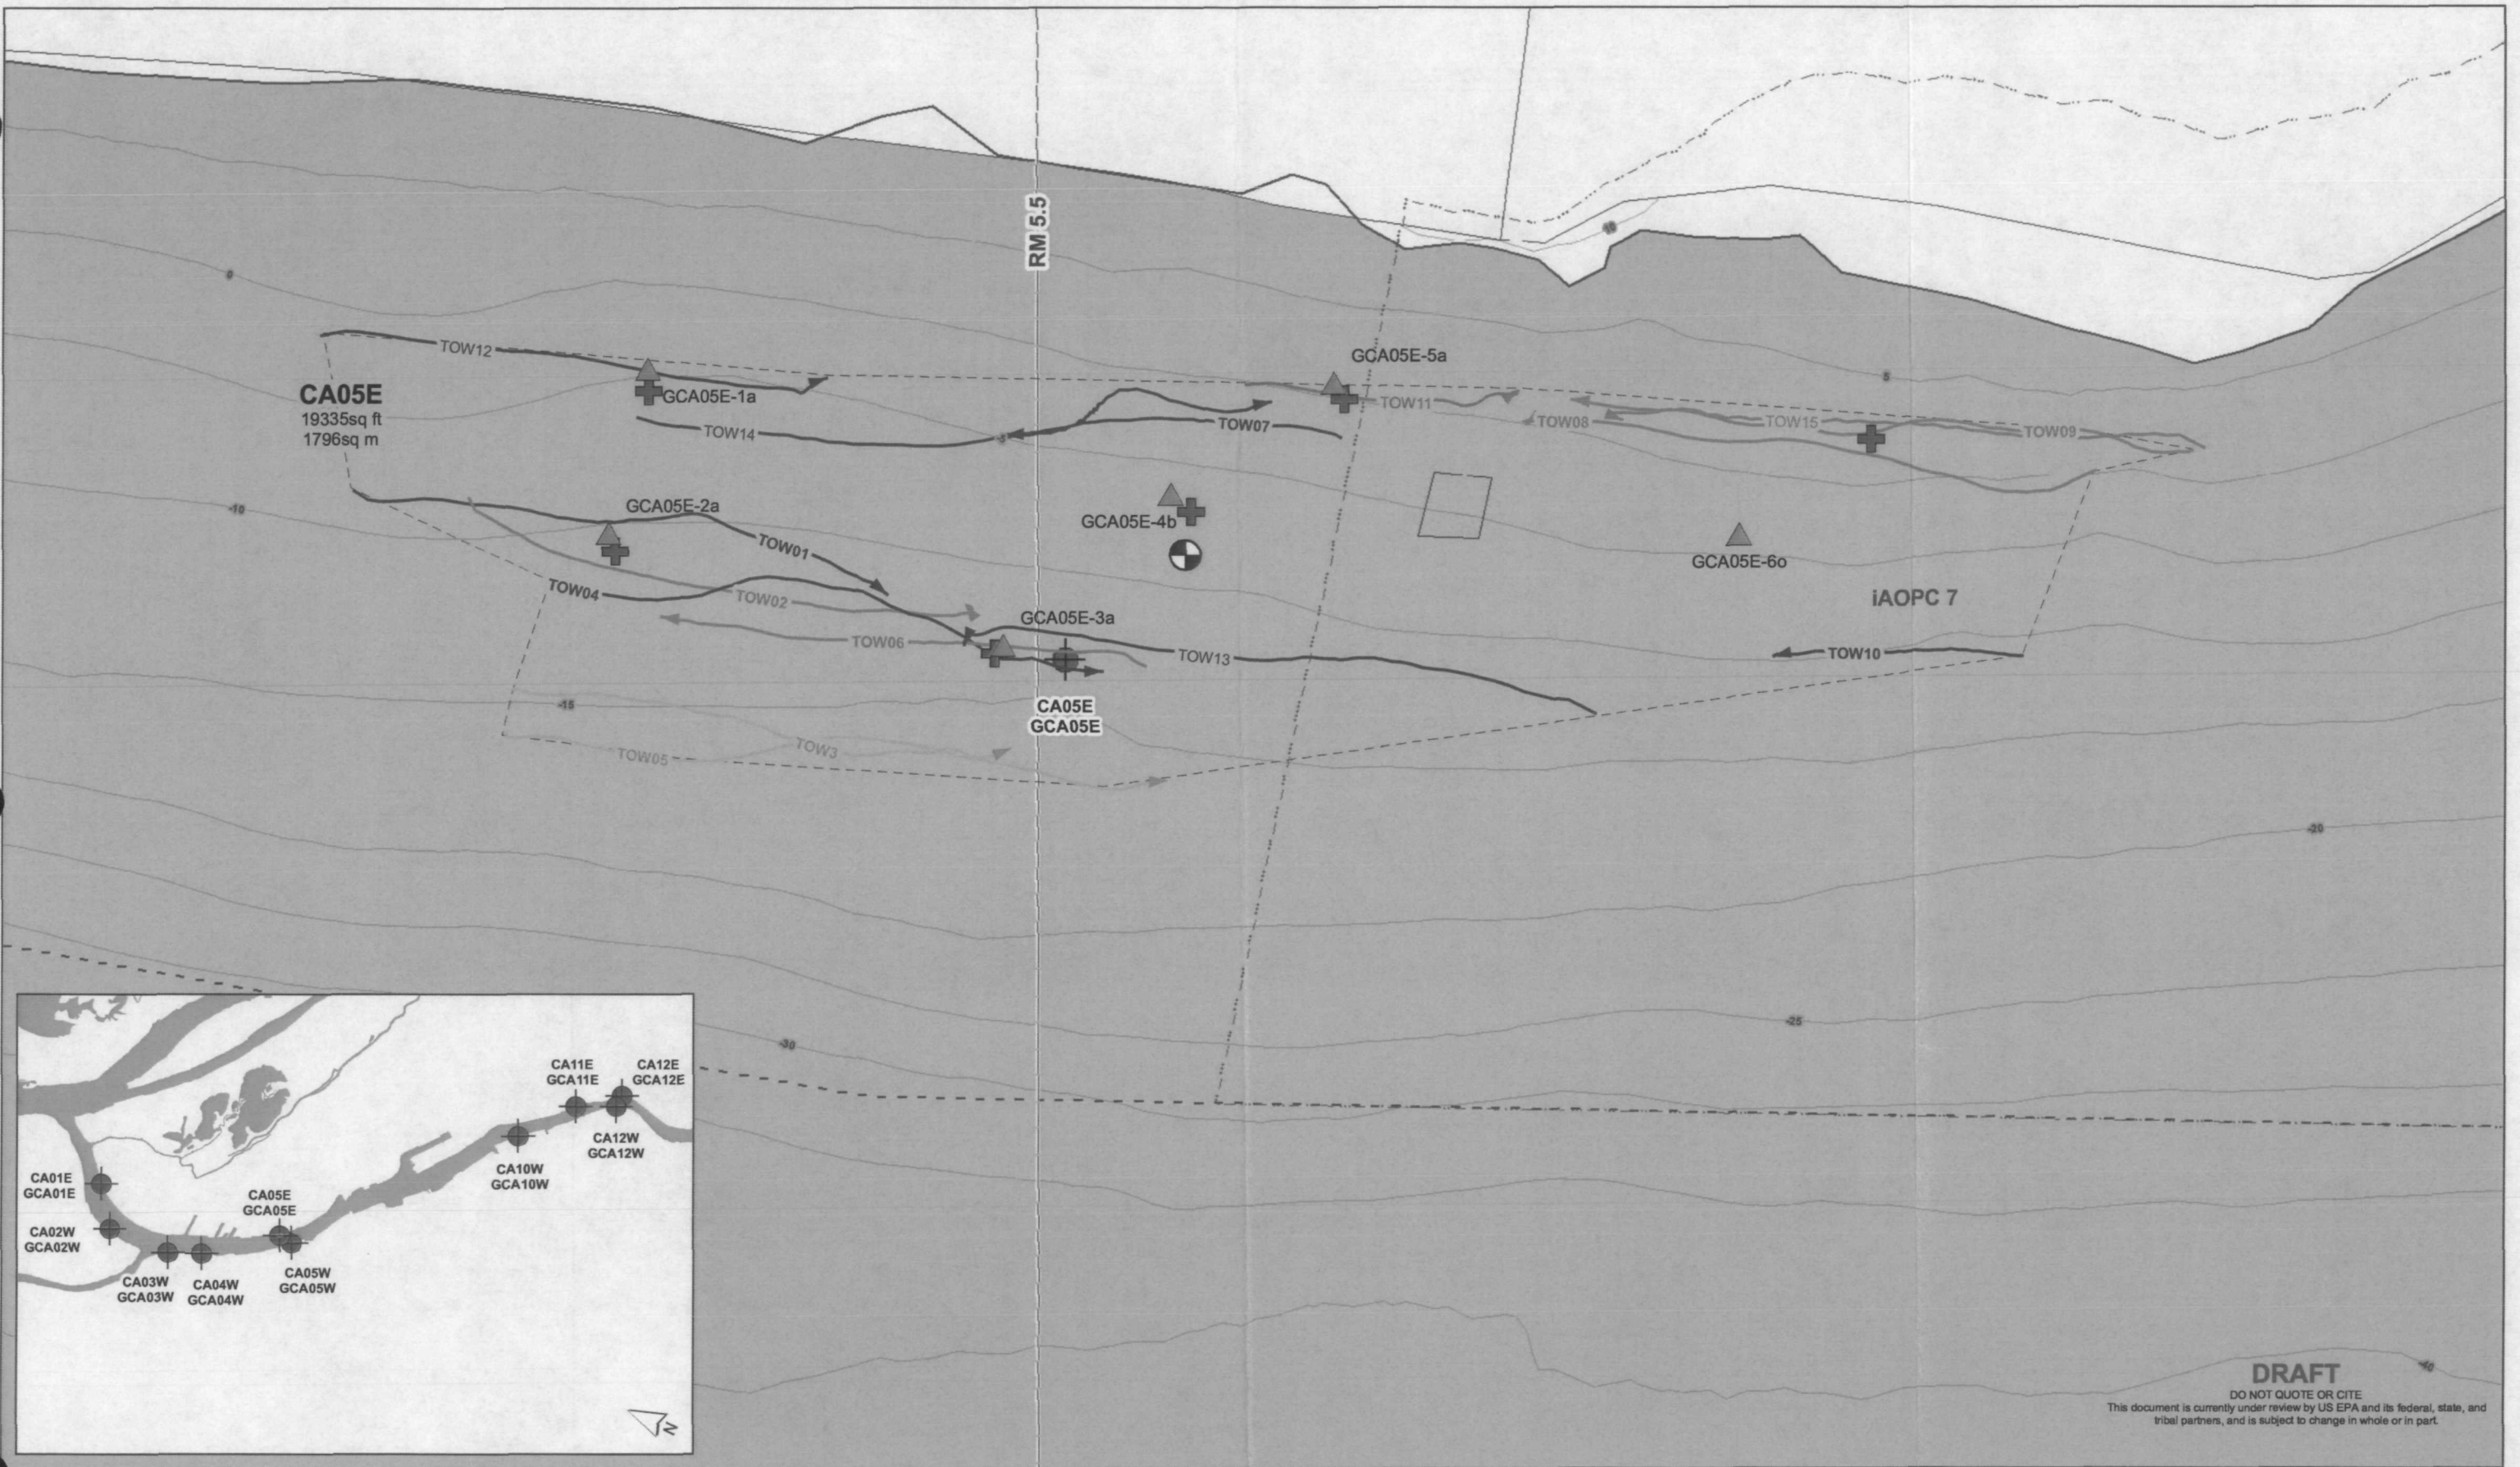 RM 5.5
10
0
5
TOW12
CA05E
19335sq ft
1796sq m
GCA05E-1a
TOW14
GCA05E-5a
TOW11
TOW07
TOW08
TOW15
TOW09
-10
GCA05E-2a
TOW01
GCA05E-4b
GCA05E-6o
TOW04
TOW02
iAOPC 7
GCA05E-3a
TOW06
TOW13
TOW10
-15
CA05E
GCA05E
TOW3
TOW05
-20
-25
-30
CA11E
GCA11E
CA12E
GCA12E
CA12W
GCA12W
CA10W
GCA10W
CA01E
GCA01E
CA05E
GCA05E
CA02W
GCA02W
CA03W
GCA03W
CA04W
GCA04W
CA05W
GCA05W
N
-40
DRAFT
DO NOT QUOTE OR CITE
This document is currently under review by US EPA and its federal, state, and
tribal partners, and is subject to change in whole or in part.